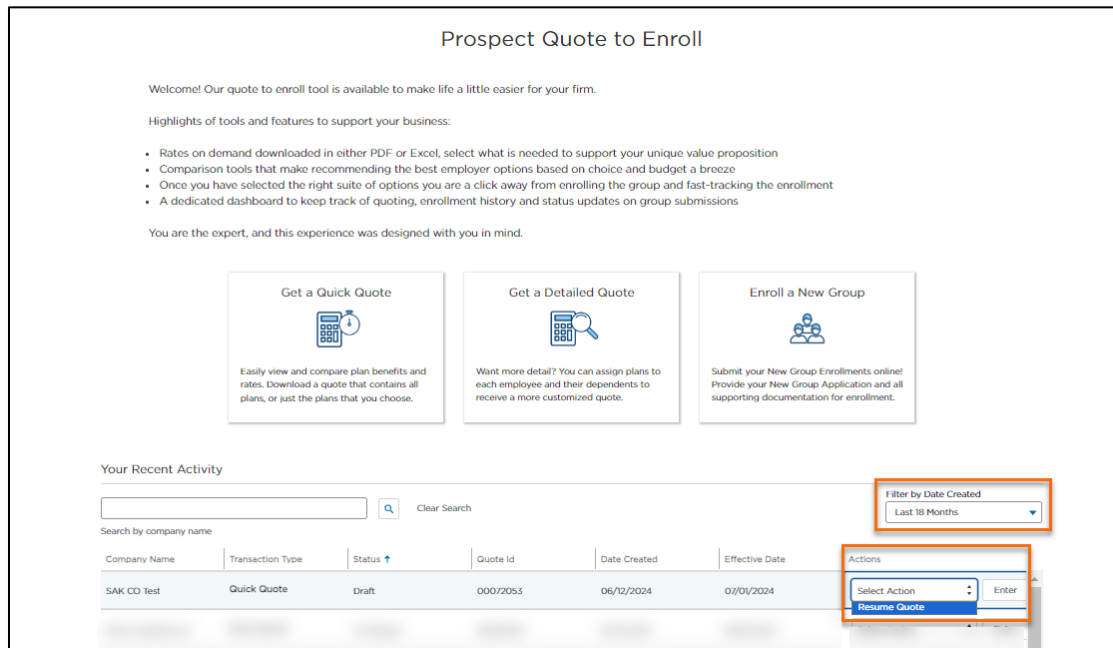 Prospect Quote to Enroll
Welcome! Our quote to enroll tool is available to make life a little easier for your firm.
Highlights of tools and features to support your business:
• Rates on demand downloaded in either PDF or Excel, select what is needed to support your unique value proposition
• Comparison tools that make recommending the best employer options based on choice and budget a breeze
• Once you have selected the right suite of options you are a click away from enrolling the group and fast-tracking the enrollment
• A dedicated dashboard to keep track of quoting, enrollment history and status updates on group submissions
You are the expert, and this experience was designed with you in mind.
Get a Quick Quote
Easily view and compare plan benefits and
rates. Download a quote that contains all
plans, or just the plans that you choose.
Get a Detailed Quote
Want more detail? You can assign plans to
each employee and their dependents to
receive a more customized quote.
Enroll a New Group
Submit your New Group Enrollments online!
Provide your New Group Application and all
supporting documentation for enrollment.
Your Recent Activity
Filter by Date Created
Last 18 Months
Clear Search
Search by company name
Company Name Transaction Type Status ↑ Quote Id Date Created Effective Date Actions
SAK CO Test Quick Quote Draft 00072053 06/12/2024 07/01/2024 Select Action Enter
Resume Quote